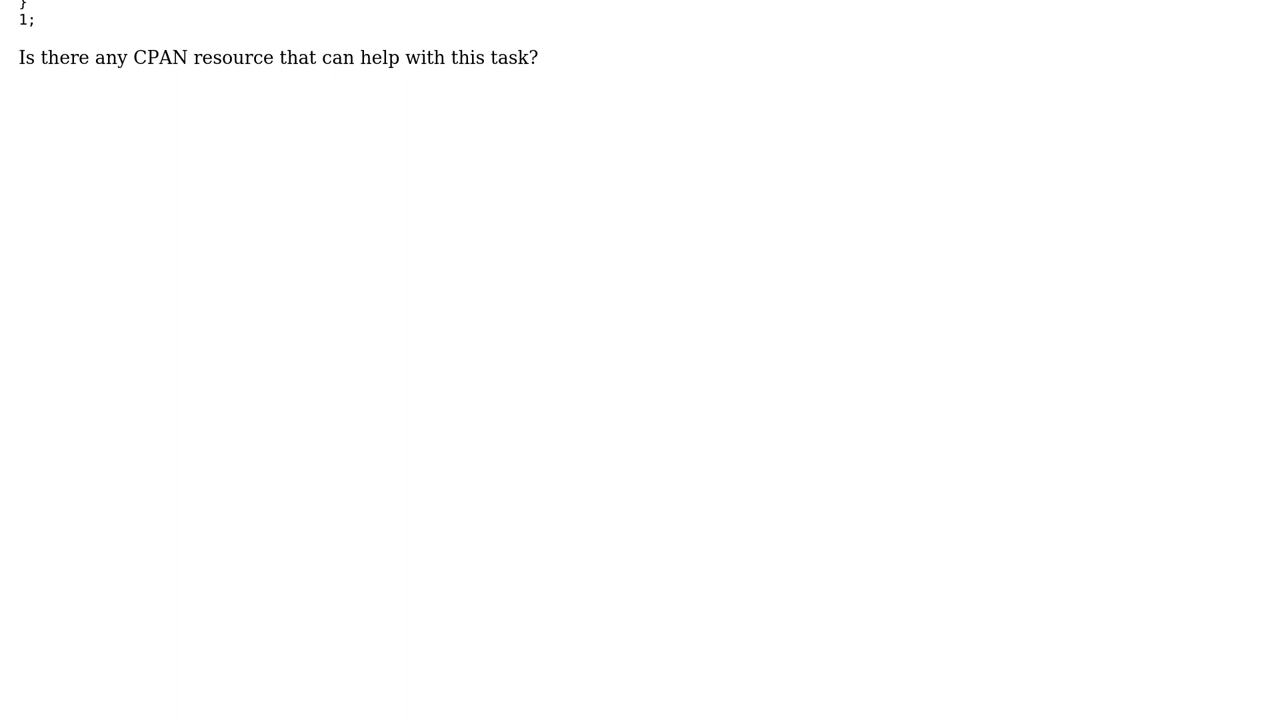 }
1;
Is there any CPAN resource that can help with this task?